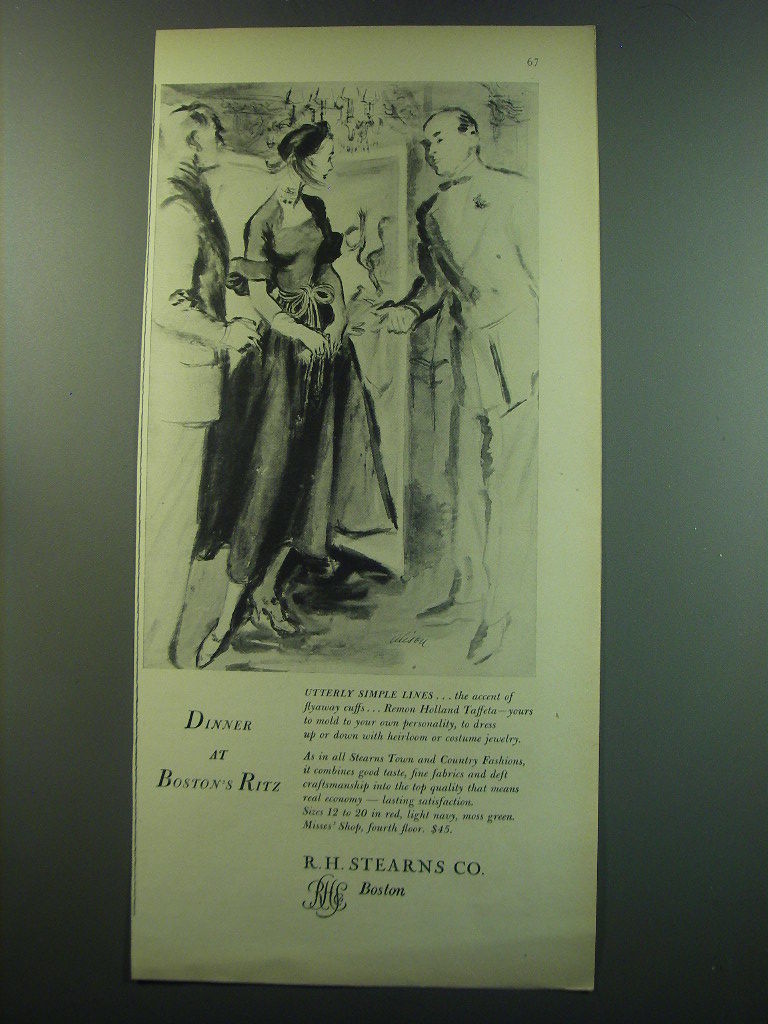 67
Wilson
DINNER
AT
BOSTON'S RITZ
UTTERLY SIMPLE LINES . . . the accent of
flyaway cuffs . . . Remon Holland Taffeta—yours
to mold to your own personality, to dress
up or down with heirloom or costume jewelry.
As in all Stearns Town and Country Fashions,
it combines good taste, fine fabrics and deft
craftsmanship into the top quality that means
real economy — lasting satisfaction.
Sizes 12 to 20 in red, light navy, moss green.
Misses' Shop, fourth floor. $45.
R. H. STEARNS CO.
RHS Co
Boston